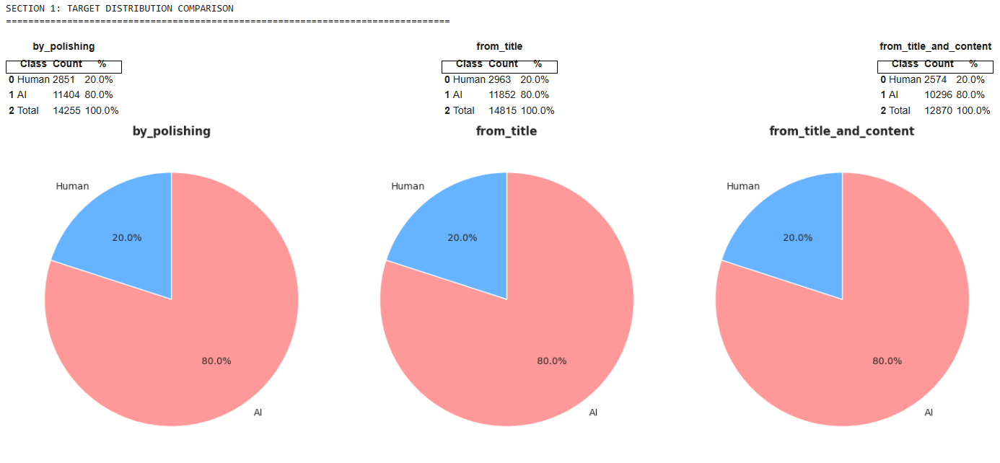 SECTION 1: TARGET DISTRIBUTION COMPARISON
================================================================================
by_polishing from_title from_title_and_content
Class Count % Class Count % Class Count %
0 Human 2851 20.0% 0 Human 2963 20.0% 0 Human 2574 20.0%
1 AI 11404 80.0% 1 AI 11852 80.0% 1 AI 10296 80.0%
2 Total 14255 100.0% 2 Total 14815 100.0% 2 Total 12870 100.0%
by_polishing from_title from_title_and_content
Human Human Human
20.0% 20.0% 20.0%
80.0% 80.0% 80.0%
AI AI AI